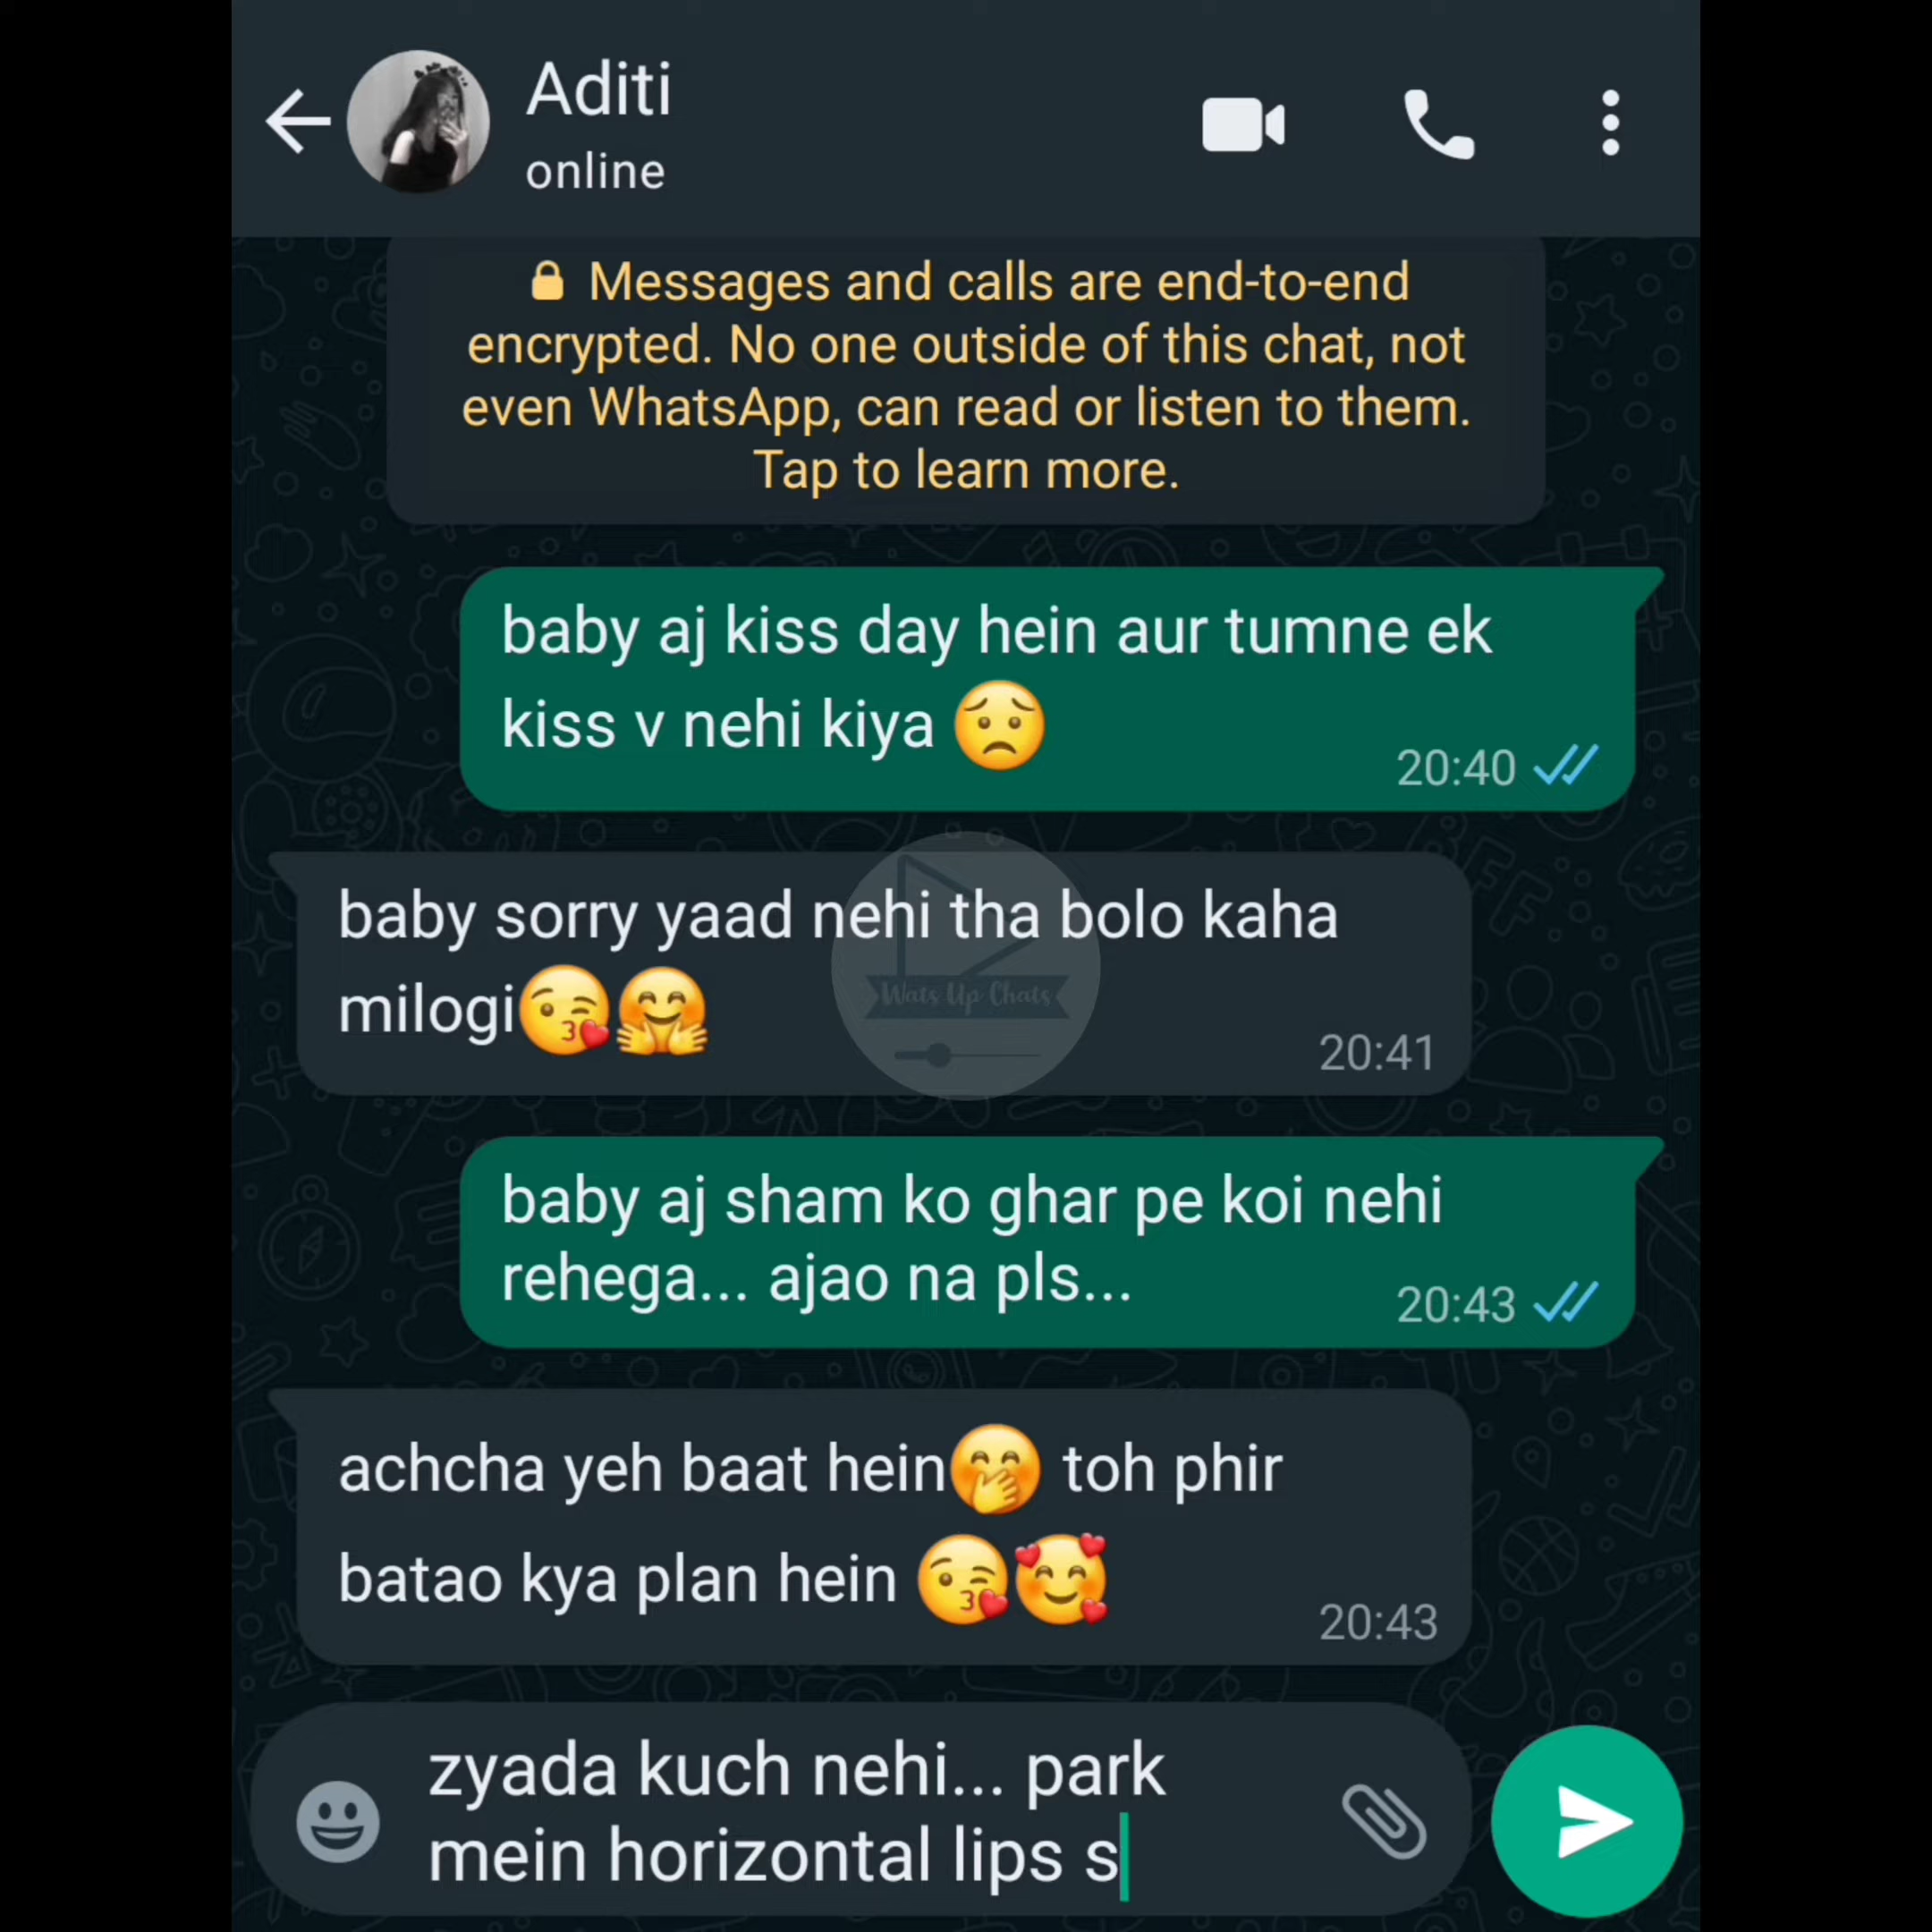 Aditi
online
Messages and calls are end-to-end
encrypted. No one outside of this chat, not
even WhatsApp, can read or listen to them.
Tap to learn more.
baby aj kiss day hein aur tumne ek
kiss v nehi kiya 😟
20:40
baby sorry yaad nehi tha bolo kaha
milogi😘🤗
20:41
Wats Up Chats
baby aj sham ko ghar pe koi nehi
rehega... ajao na pls...
20:43
achcha yeh baat hein🤭 toh phir
batao kya plan hein 😘🥰
20:43
zyada kuch nehi... park
mein horizontal lips s